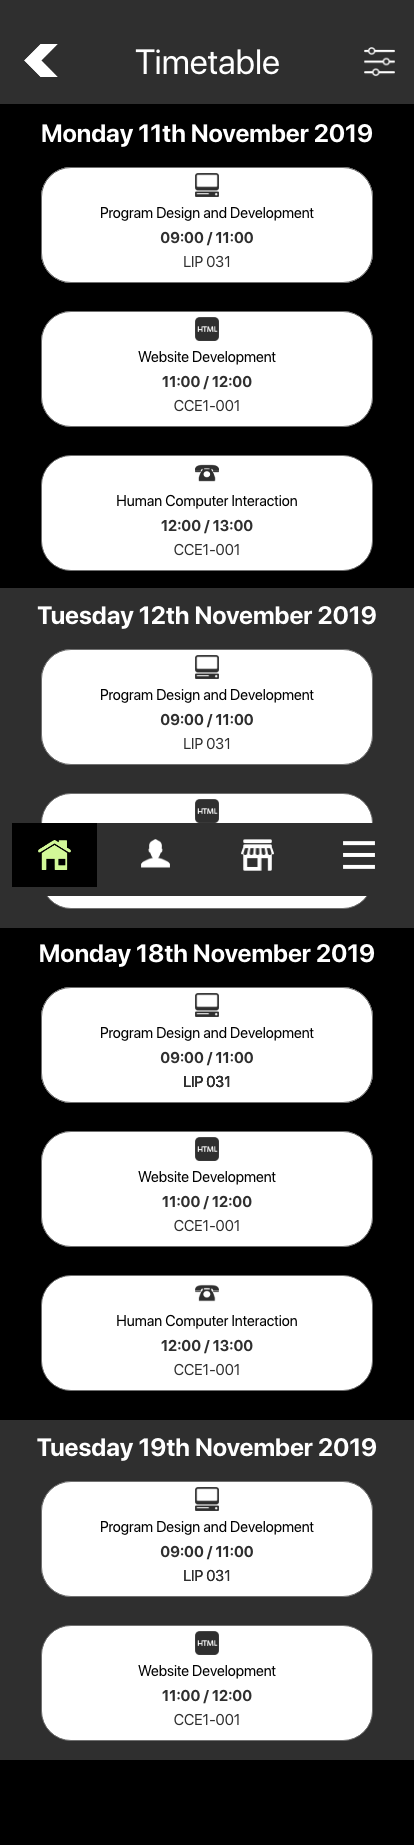 Timetable
Monday 11th November 2019
Program Design and Development
09:00 / 11:00
LIP 031
HTML
Website Development
11:00 / 12:00
CCE1-001
Human Computer Interaction
12:00 / 13:00
CCE1-001
Tuesday 12th November 2019
Program Design and Development
09:00 / 11:00
LIP 031
HTML
Monday 18th November 2019
Program Design and Development
09:00 / 11:00
LIP 031
HTML
Website Development
11:00 / 12:00
CCE1-001
Human Computer Interaction
12:00 / 13:00
CCE1-001
Tuesday 19th November 2019
Program Design and Development
09:00 / 11:00
LIP 031
HTML
Website Development
11:00 / 12:00
CCE1-001